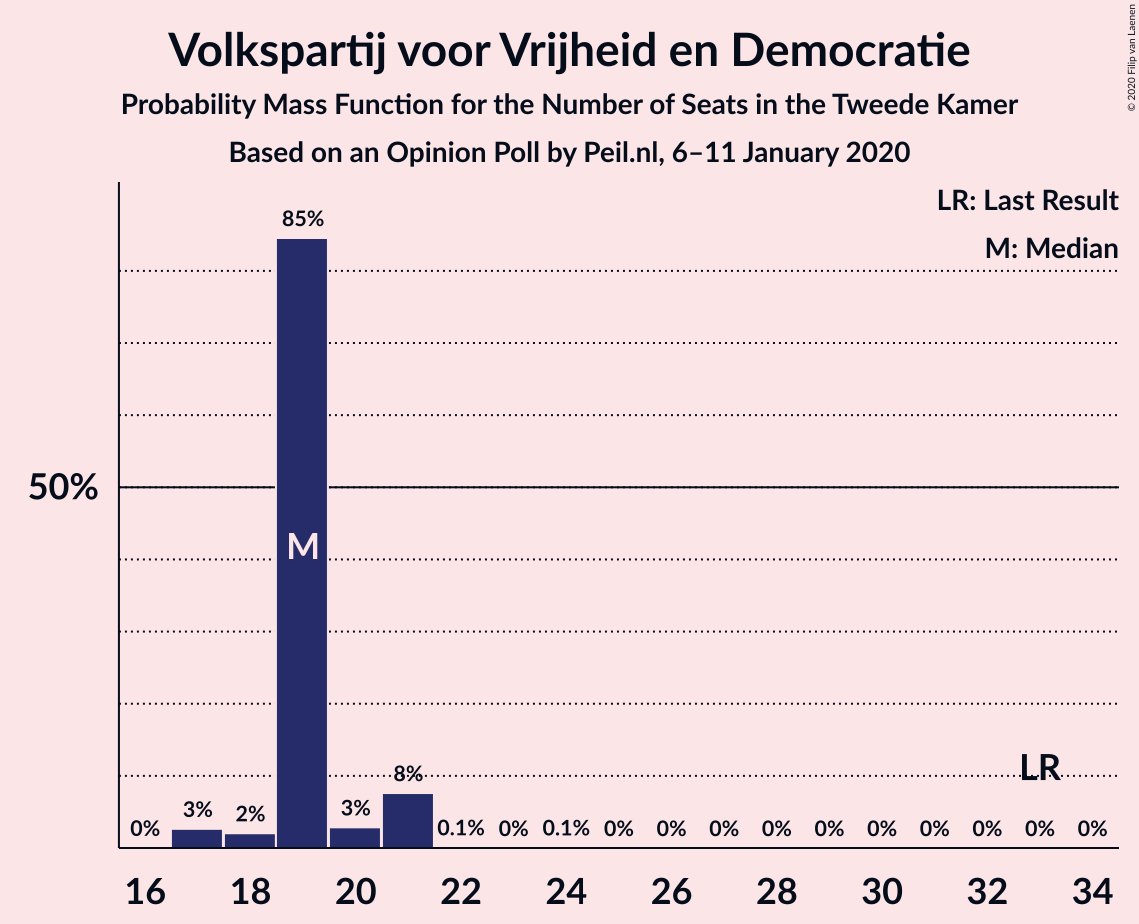 Volkspartij voor Vrijheid en Democratie
Probability Mass Function for the Number of Seats in the Tweede Kamer
Based on an Opinion Poll by Peil.nl, 6–11 January 2020
© 2020 Filip van Laenen
LR: Last Result
M: Median
85%
50%
M
LR
0% 3% 2% 3% 8% 0.1% 0% 0.1% 0% 0% 0% 0% 0% 0% 0% 0% 0% 0%
16 18 20 22 24 26 28 30 32 34